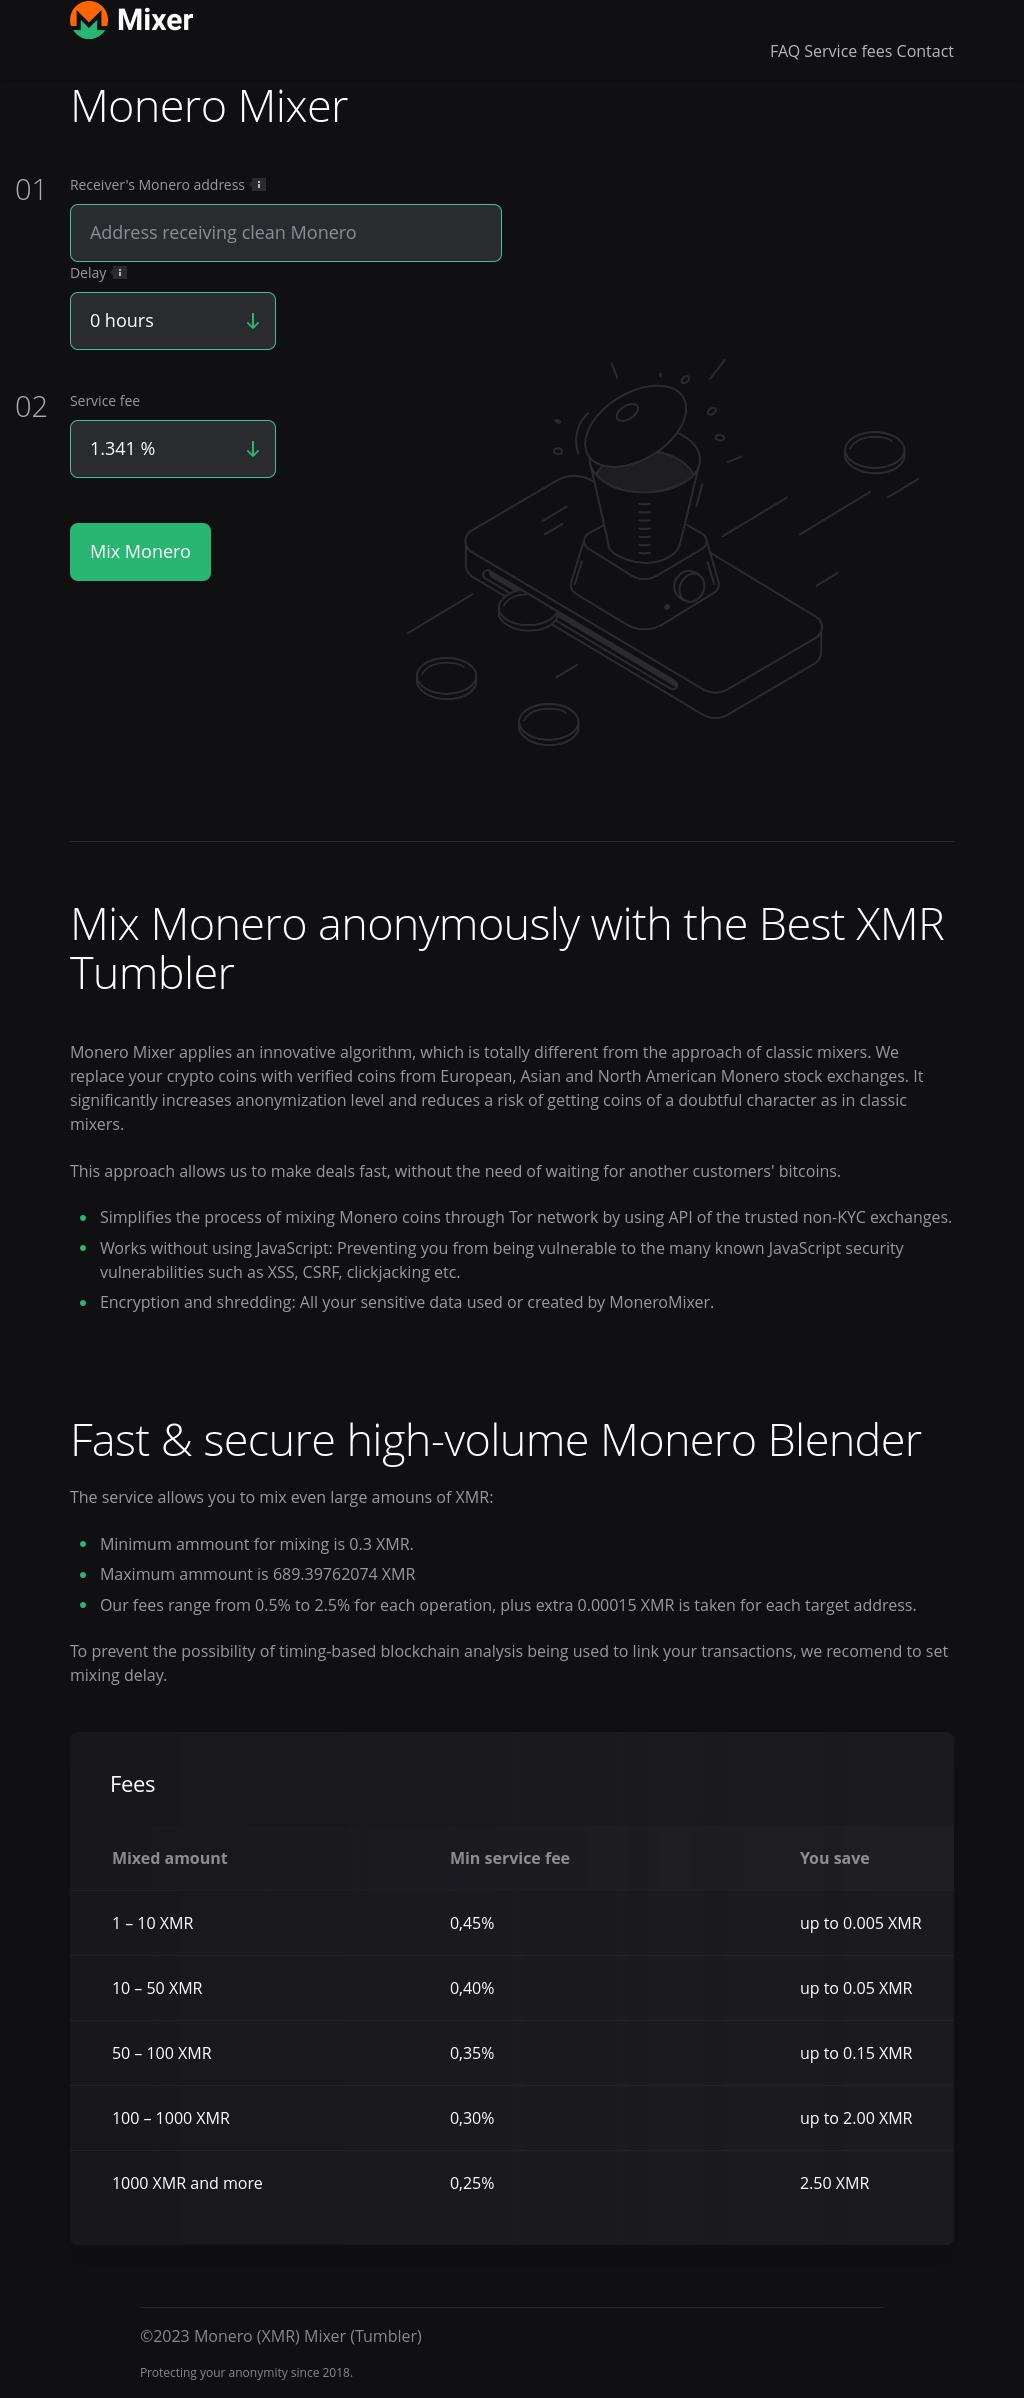 Mixer
FAQ Service fees Contact
Monero Mixer
01
Receiver's Monero address
Address receiving clean Monero
Delay
0 hours
02
Service fee
1.341 %
Mix Monero
Mix Monero anonymously with the Best XMR
Tumbler
Monero Mixer applies an innovative algorithm, which is totally different from the approach of classic mixers. We
replace your crypto coins with verified coins from European, Asian and North American Monero stock exchanges. It
significantly increases anonymization level and reduces a risk of getting coins of a doubtful character as in classic
mixers.
This approach allows us to make deals fast, without the need of waiting for another customers' bitcoins.
Simplifies the process of mixing Monero coins through Tor network by using API of the trusted non-KYC exchanges.
Works without using JavaScript: Preventing you from being vulnerable to the many known JavaScript security
vulnerabilities such as XSS, CSRF, clickjacking etc.
Encryption and shredding: All your sensitive data used or created by MoneroMixer.
Fast & secure high-volume Monero Blender
The service allows you to mix even large amouns of XMR:
Minimum ammount for mixing is 0.3 XMR.
Maximum ammount is 689.39762074 XMR
Our fees range from 0.5% to 2.5% for each operation, plus extra 0.00015 XMR is taken for each target address.
To prevent the possibility of timing-based blockchain analysis being used to link your transactions, we recomend to set
mixing delay.
Fees
Mixed amount Min service fee You save
1 – 10 XMR 0,45% up to 0.005 XMR
10 – 50 XMR 0,40% up to 0.05 XMR
50 – 100 XMR 0,35% up to 0.15 XMR
100 – 1000 XMR 0,30% up to 2.00 XMR
1000 XMR and more 0,25% 2.50 XMR
©2023 Monero (XMR) Mixer (Tumbler)
Protecting your anonymity since 2018.